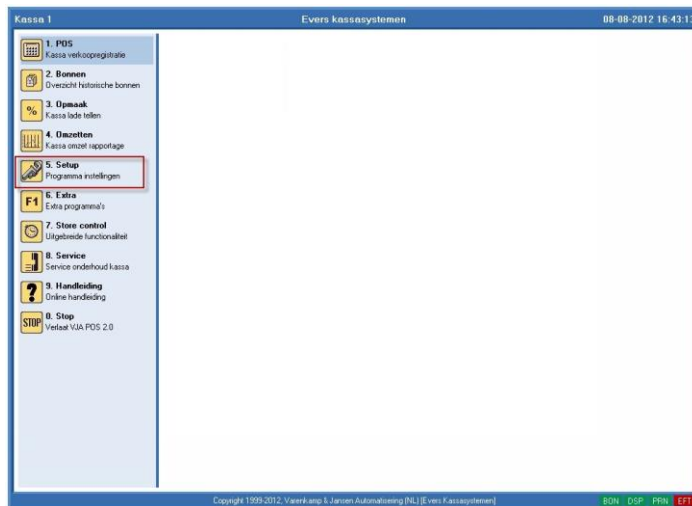 Kassa 1
Evers kassasystemen
08-08-2012 16:43:13
1. POS
Kassa verkoopregistratie
2. Bonnen
Overzicht historische bonnen
3. Opmaak
Kassa lade tellen
%
4. Omzetten
Kassa omzet rapportage
5. Setup
Programma instellingen
F1
6. Extra
Extra programma's
7. Store control
Uitgebreide functionaliteit
8. Service
Service onderhoud kassa
?
9. Handleiding
Online handleiding
STOP
0. Stop
Verlaat VJA POS 2.0
Copyright 1999-2012, Varenkamp & Jansen Automatisering (NL) [Evers Kassasystemen]
BON DSP PRN EFT